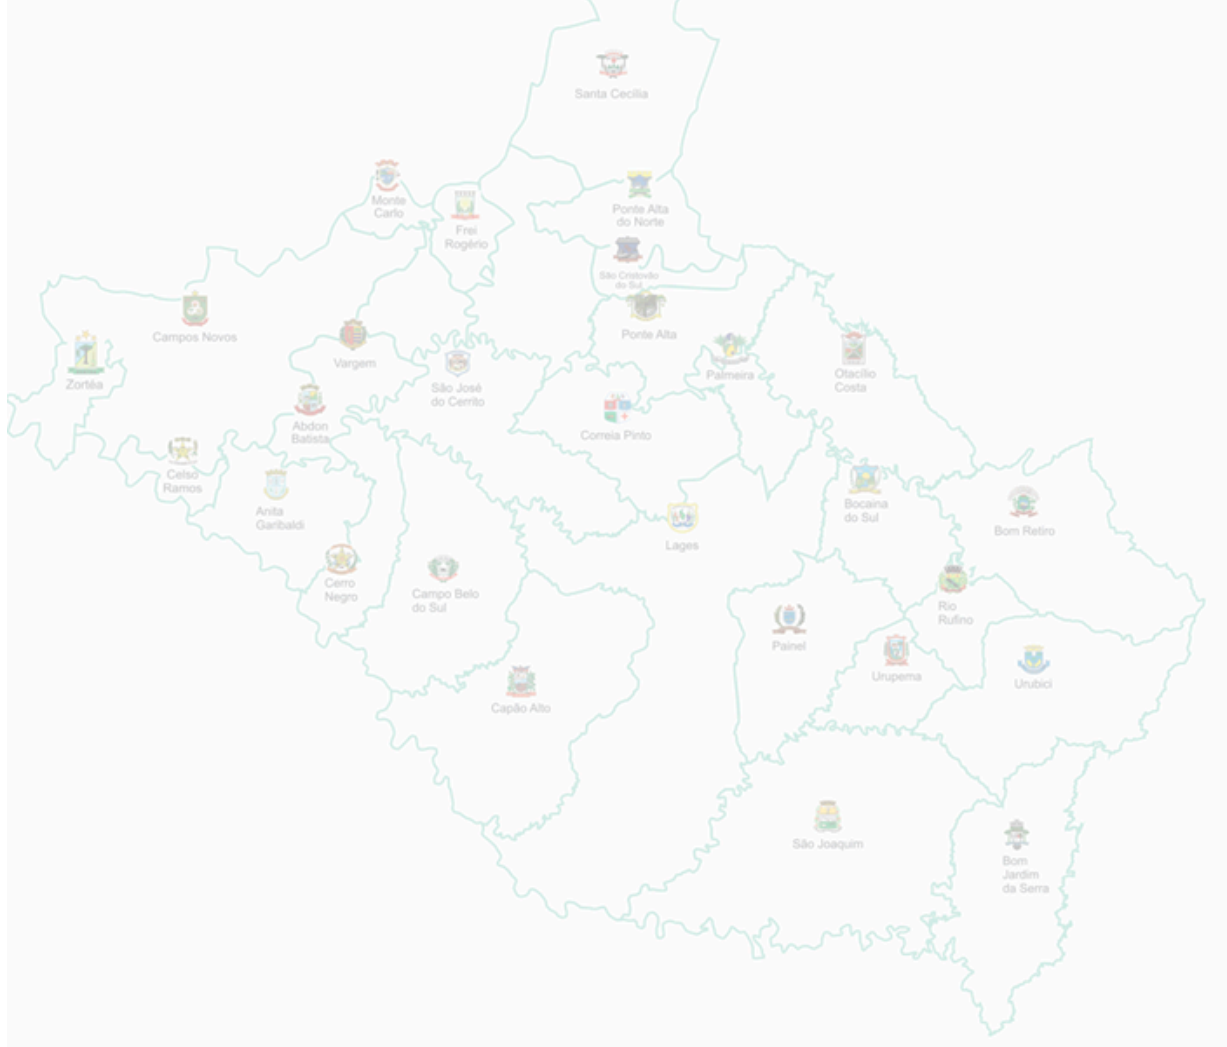 Santa Cecília
Monte
Carlo
Frei
Rogério
Ponte Alta
do Norte
São Cristovão
do Sul
Ponte Alta
Campos Novos
Zortéa
Vargem
São José
do Cerrito
Palmeira
Otacílio
Costa
Abdon
Batista
Correia Pinto
Celso
Ramos
Anita
Garibaldi
Lages
Bocaina
do Sul
Bom Retiro
Cerro
Negro
Campo Belo
do Sul
Painel
Rio
Rufino
Urupema
Urubici
Capão Alto
São Joaquim
Bom
Jardim
da Serra